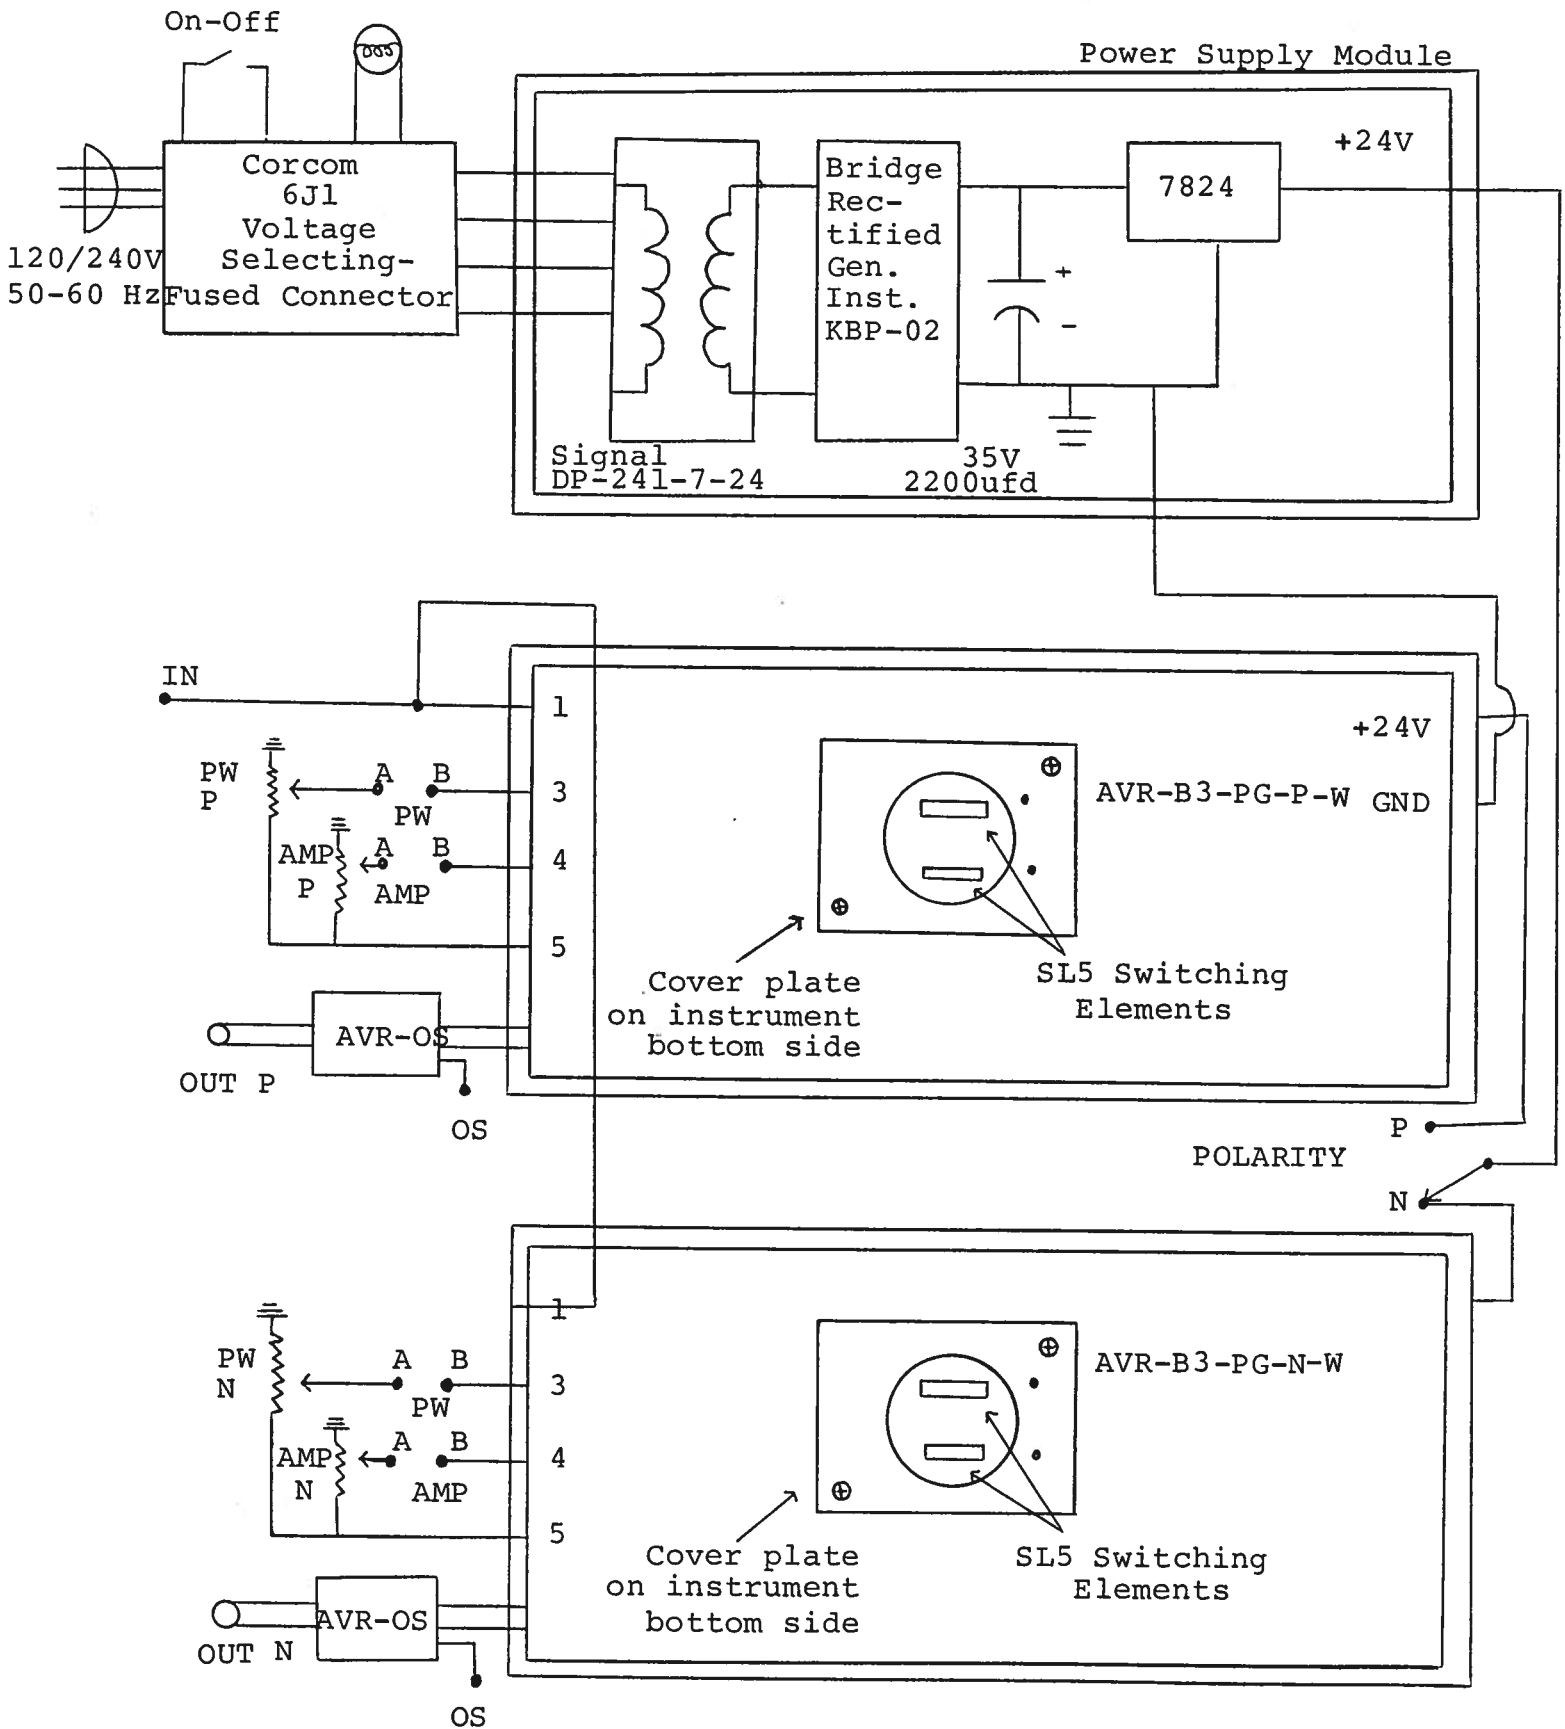 On-Off
Power Supply Module
120/240V
50-60 Hz
Corcom
6J1
Voltage
Selecting-
Fused Connector
Signal
DP-241-7-24
Bridge
Rec-
tified
Gen.
Inst.
KBP-02
+
-
35V
2200ufd
7824
+24V
IN
1
PW
P
A B
PW
3
AMP
P
A B
AMP
4
5
AVR-OS
OUT P
OS
Cover plate
on instrument
bottom side
SL5 Switching
Elements
AVR-B3-PG-P-W
+24V
GND
P
POLARITY
N
1
PW
N
A B
PW
3
AMP
N
A B
AMP
4
5
AVR-OS
OUT N
OS
Cover plate
on instrument
bottom side
SL5 Switching
Elements
AVR-B3-PG-N-W